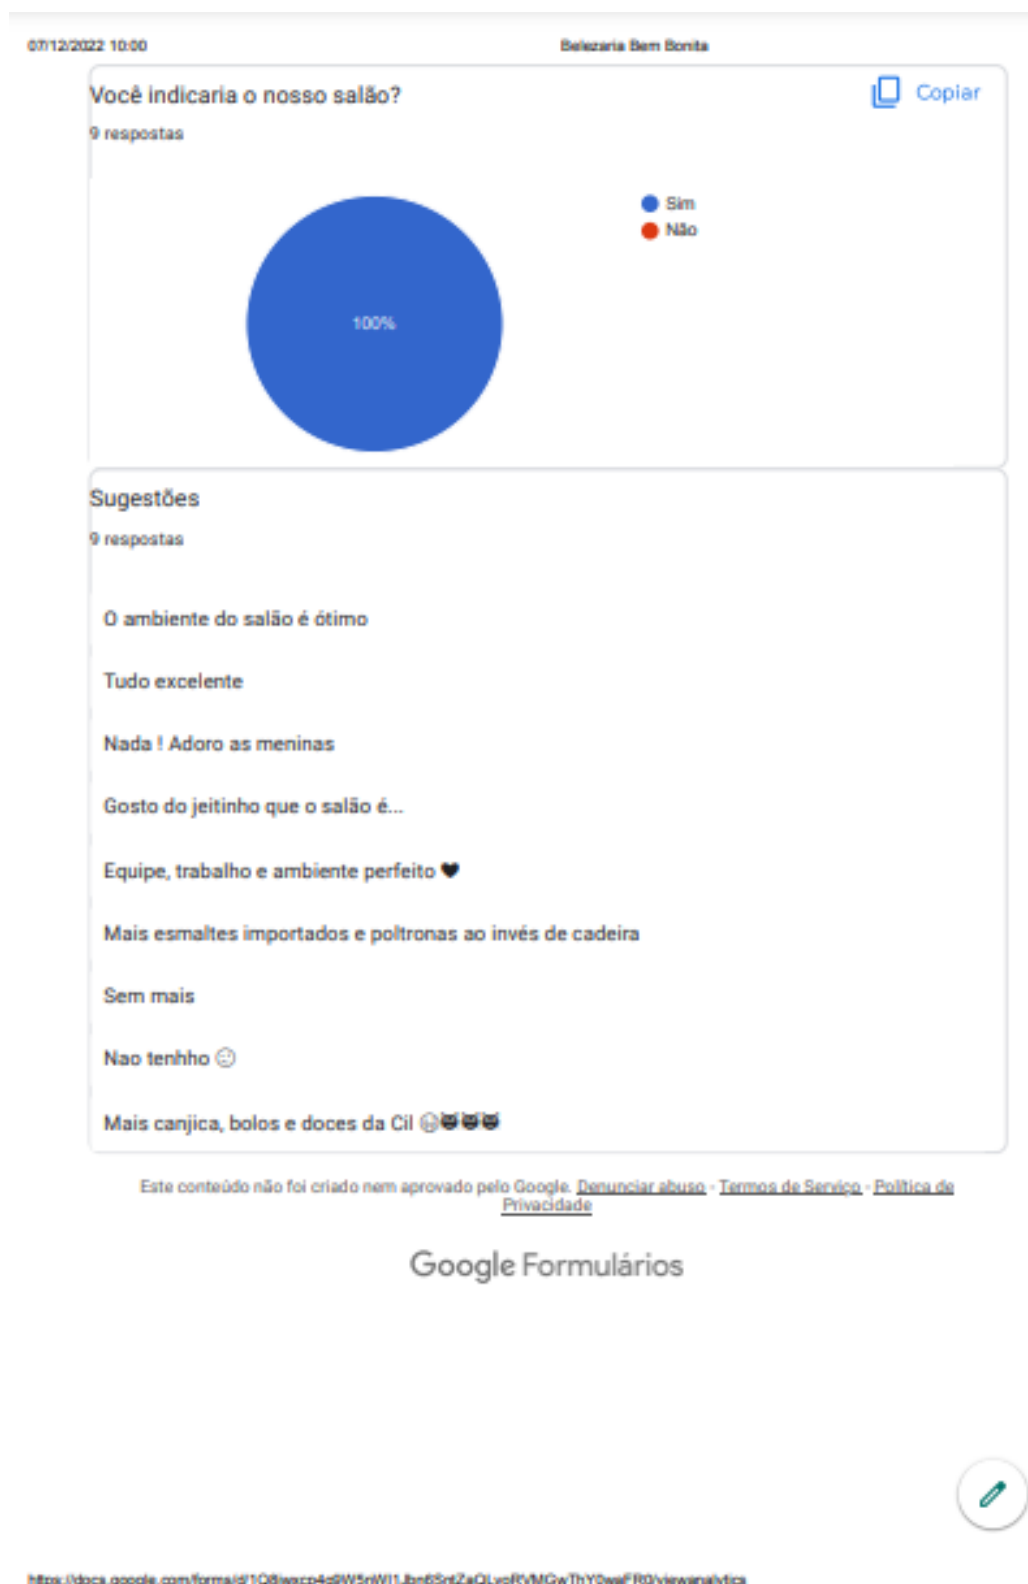 07/12/2022 10:00 Belezaria Bem Bonita
Você indicaria o nosso salão?
Copiar
9 respostas
Sim
Não
100%
Sugestões
9 respostas
O ambiente do salão é ótimo
Tudo excelente
Nada ! Adoro as meninas
Gosto do jeitinho que o salão é...
Equipe, trabalho e ambiente perfeito 🖤
Mais esmaltes importados e poltronas ao invés de cadeira
Sem mais
Nao tenhho
Mais canjica, bolos e doces da Cil
Este conteúdo não foi criado nem aprovado pelo Google. Denunciar abuso - Termos de Serviço - Política de
Privacidade
Google Formulários